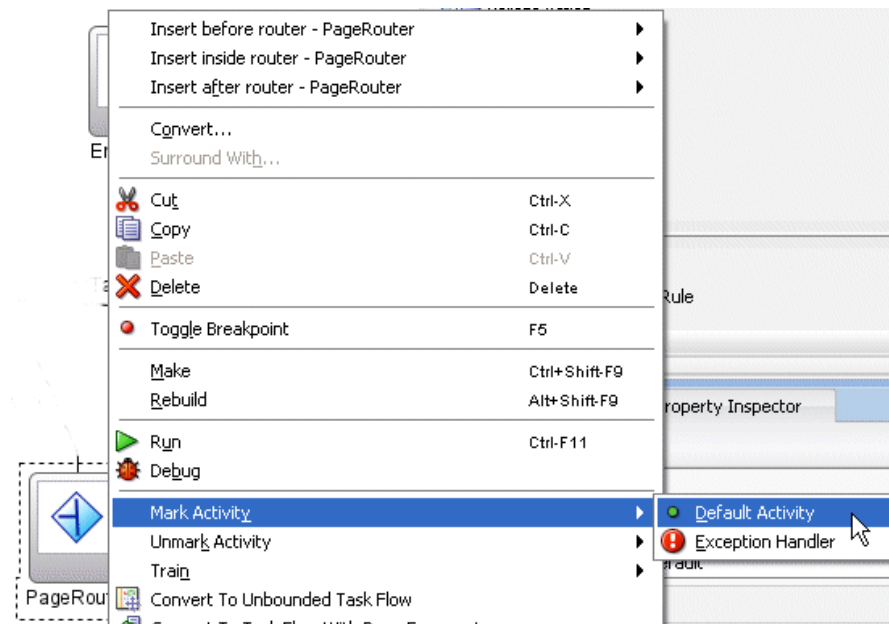 Insert before router - PageRouter
Insert inside router - PageRouter
Insert after router - PageRouter
Convert...
Er
Surround With...
Cut Ctrl-X
Copy Ctrl-C
Paste Ctrl-V
Ta
Delete Delete
Rule
Toggle Breakpoint F5
Make Ctrl+Shift-F9
Rebuild Alt+Shift-F9
roperty Inspector
Run Ctrl-F11
Debug
Mark Activity Default Activity
Unmark Activity Exception Handler
Train
PageRout Convert To Unbounded Task Flow